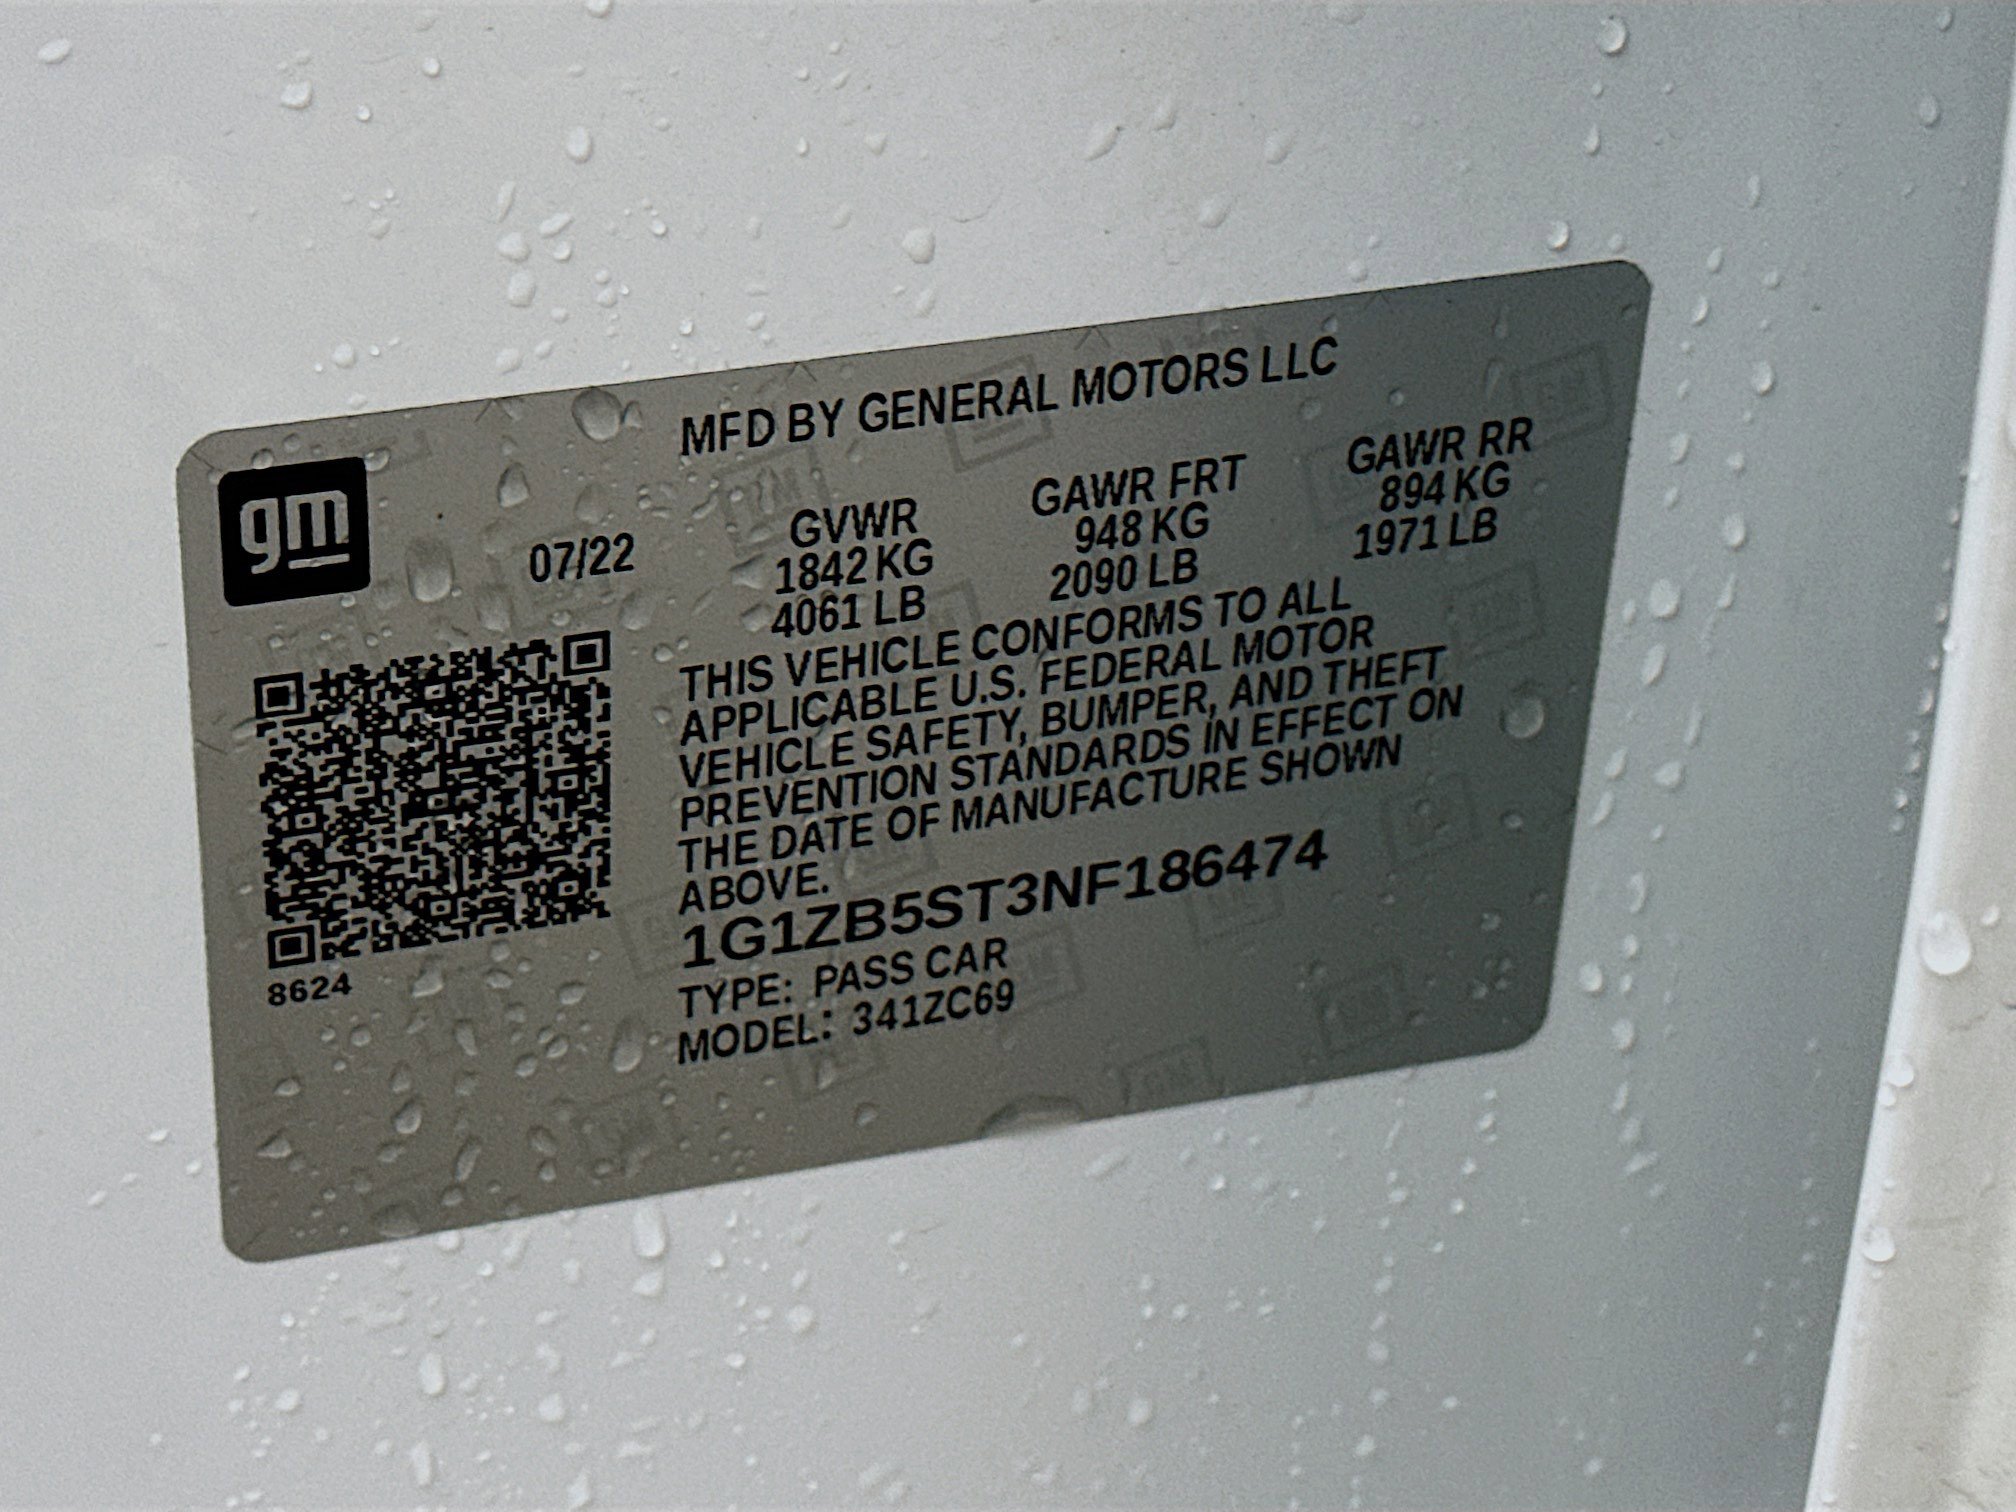 MFD BY GENERAL MOTORS LLC
gm
07/22
GVWR GAWR FRT GAWR RR
1842 KG 948 KG 894 KG
4061 LB 2090 LB 1971 LB
THIS VEHICLE CONFORMS TO ALL
APPLICABLE U.S. FEDERAL MOTOR
VEHICLE SAFETY, BUMPER, AND THEFT
PREVENTION STANDARDS IN EFFECT ON
THE DATE OF MANUFACTURE SHOWN
ABOVE.
1G1ZB5ST3NF186474
TYPE: PASS CAR
MODEL: 341ZC69
8624